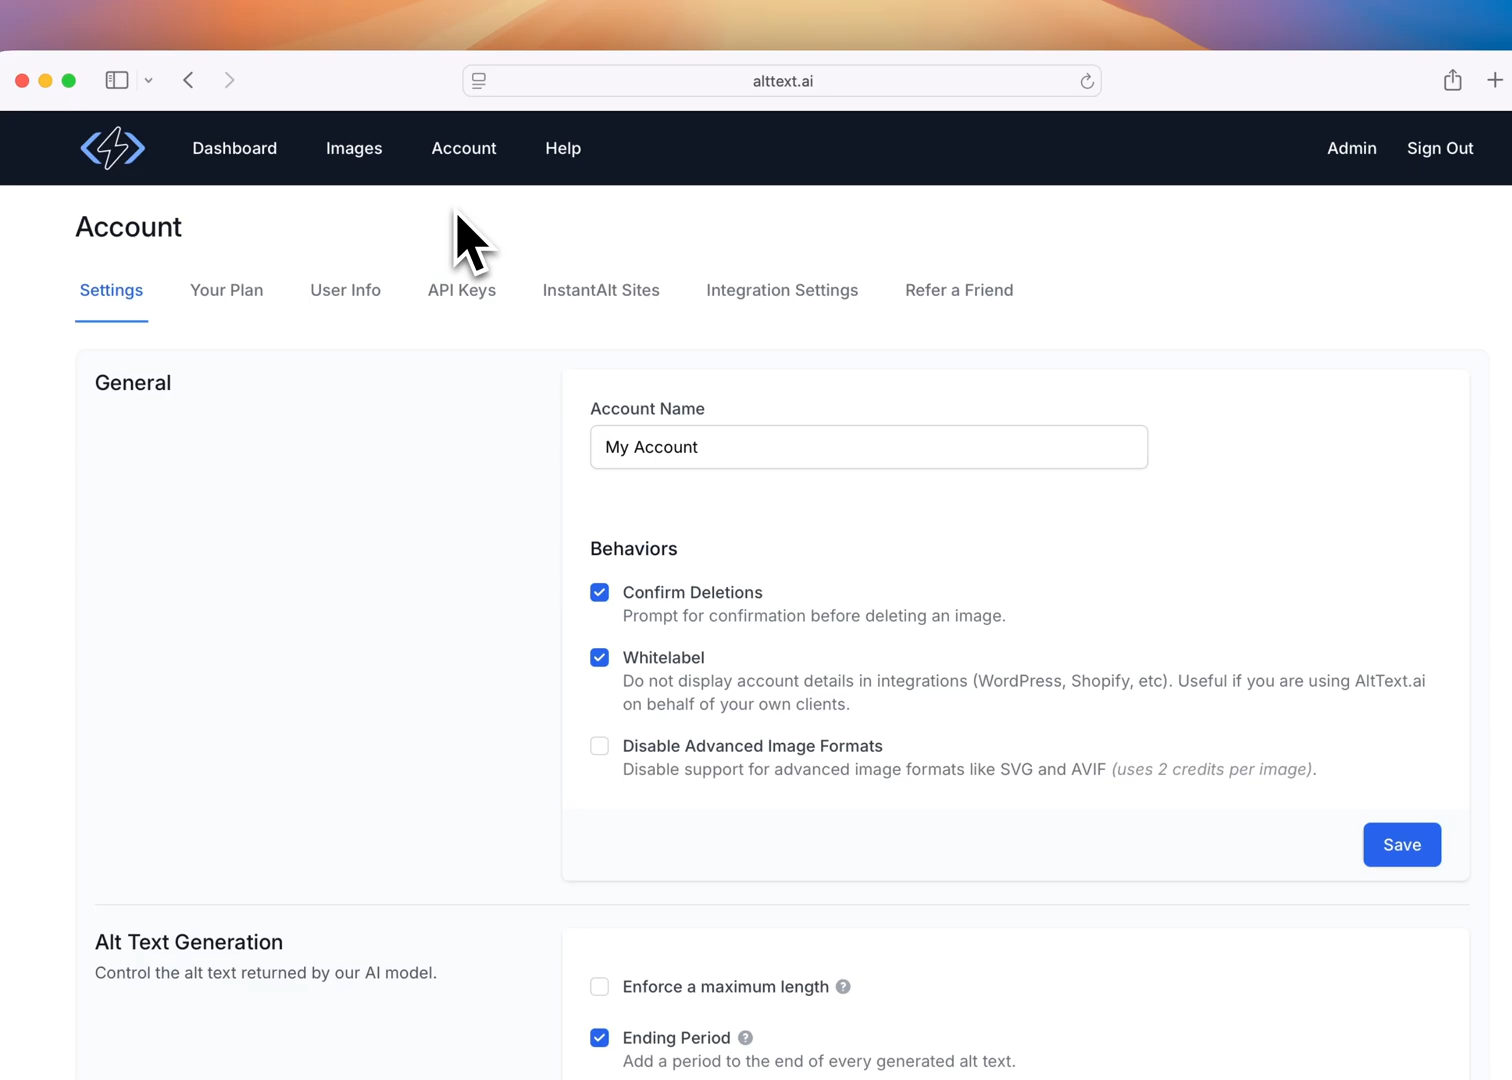 alttext.ai
Dashboard Images Account Help Admin Sign Out
Account
Settings Your Plan User Info API Keys InstantAlt Sites Integration Settings Refer a Friend
General
Account Name
My Account
Behaviors
Confirm Deletions
Prompt for confirmation before deleting an image.
Whitelabel
Do not display account details in integrations (WordPress, Shopify, etc). Useful if you are using AltText.ai
on behalf of your own clients.
Disable Advanced Image Formats
Disable support for advanced image formats like SVG and AVIF (uses 2 credits per image).
Save
Alt Text Generation
Control the alt text returned by our AI model.
Enforce a maximum length ?
Ending Period ?
Add a period to the end of every generated alt text.